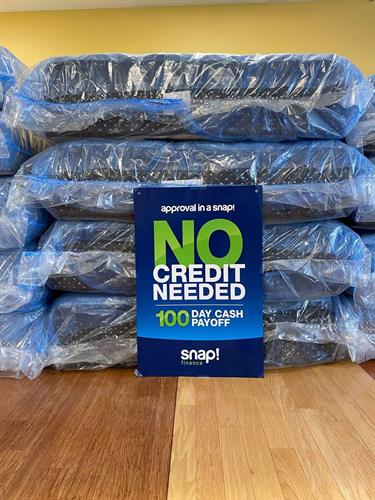 approval in a snap!
NO
CREDIT
NEEDED
100 DAY CASH
PAYOFF
snap!
finance